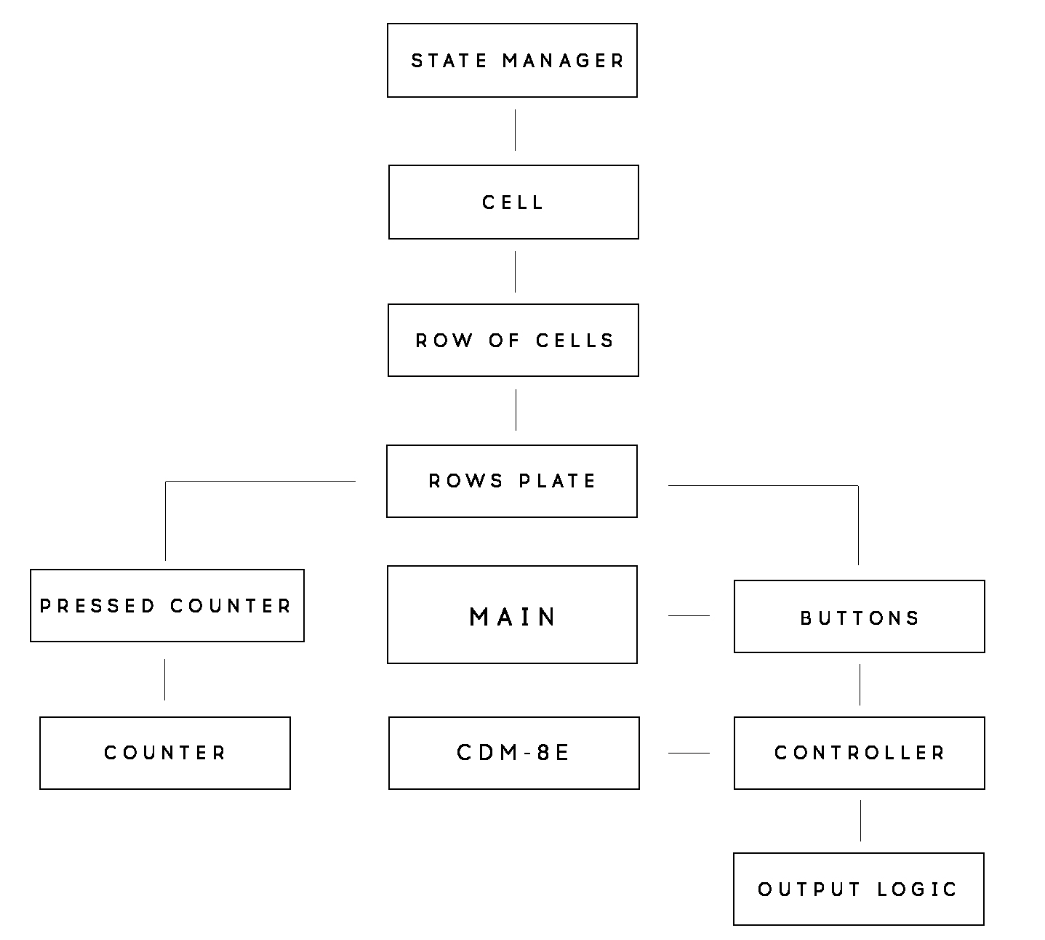 STATE MANAGER
CELL
ROW OF CELLS
ROWS PLATE
PRESSED COUNTER
MAIN
BUTTONS
COUNTER
CDM-8E
CONTROLLER
OUTPUT LOGIC